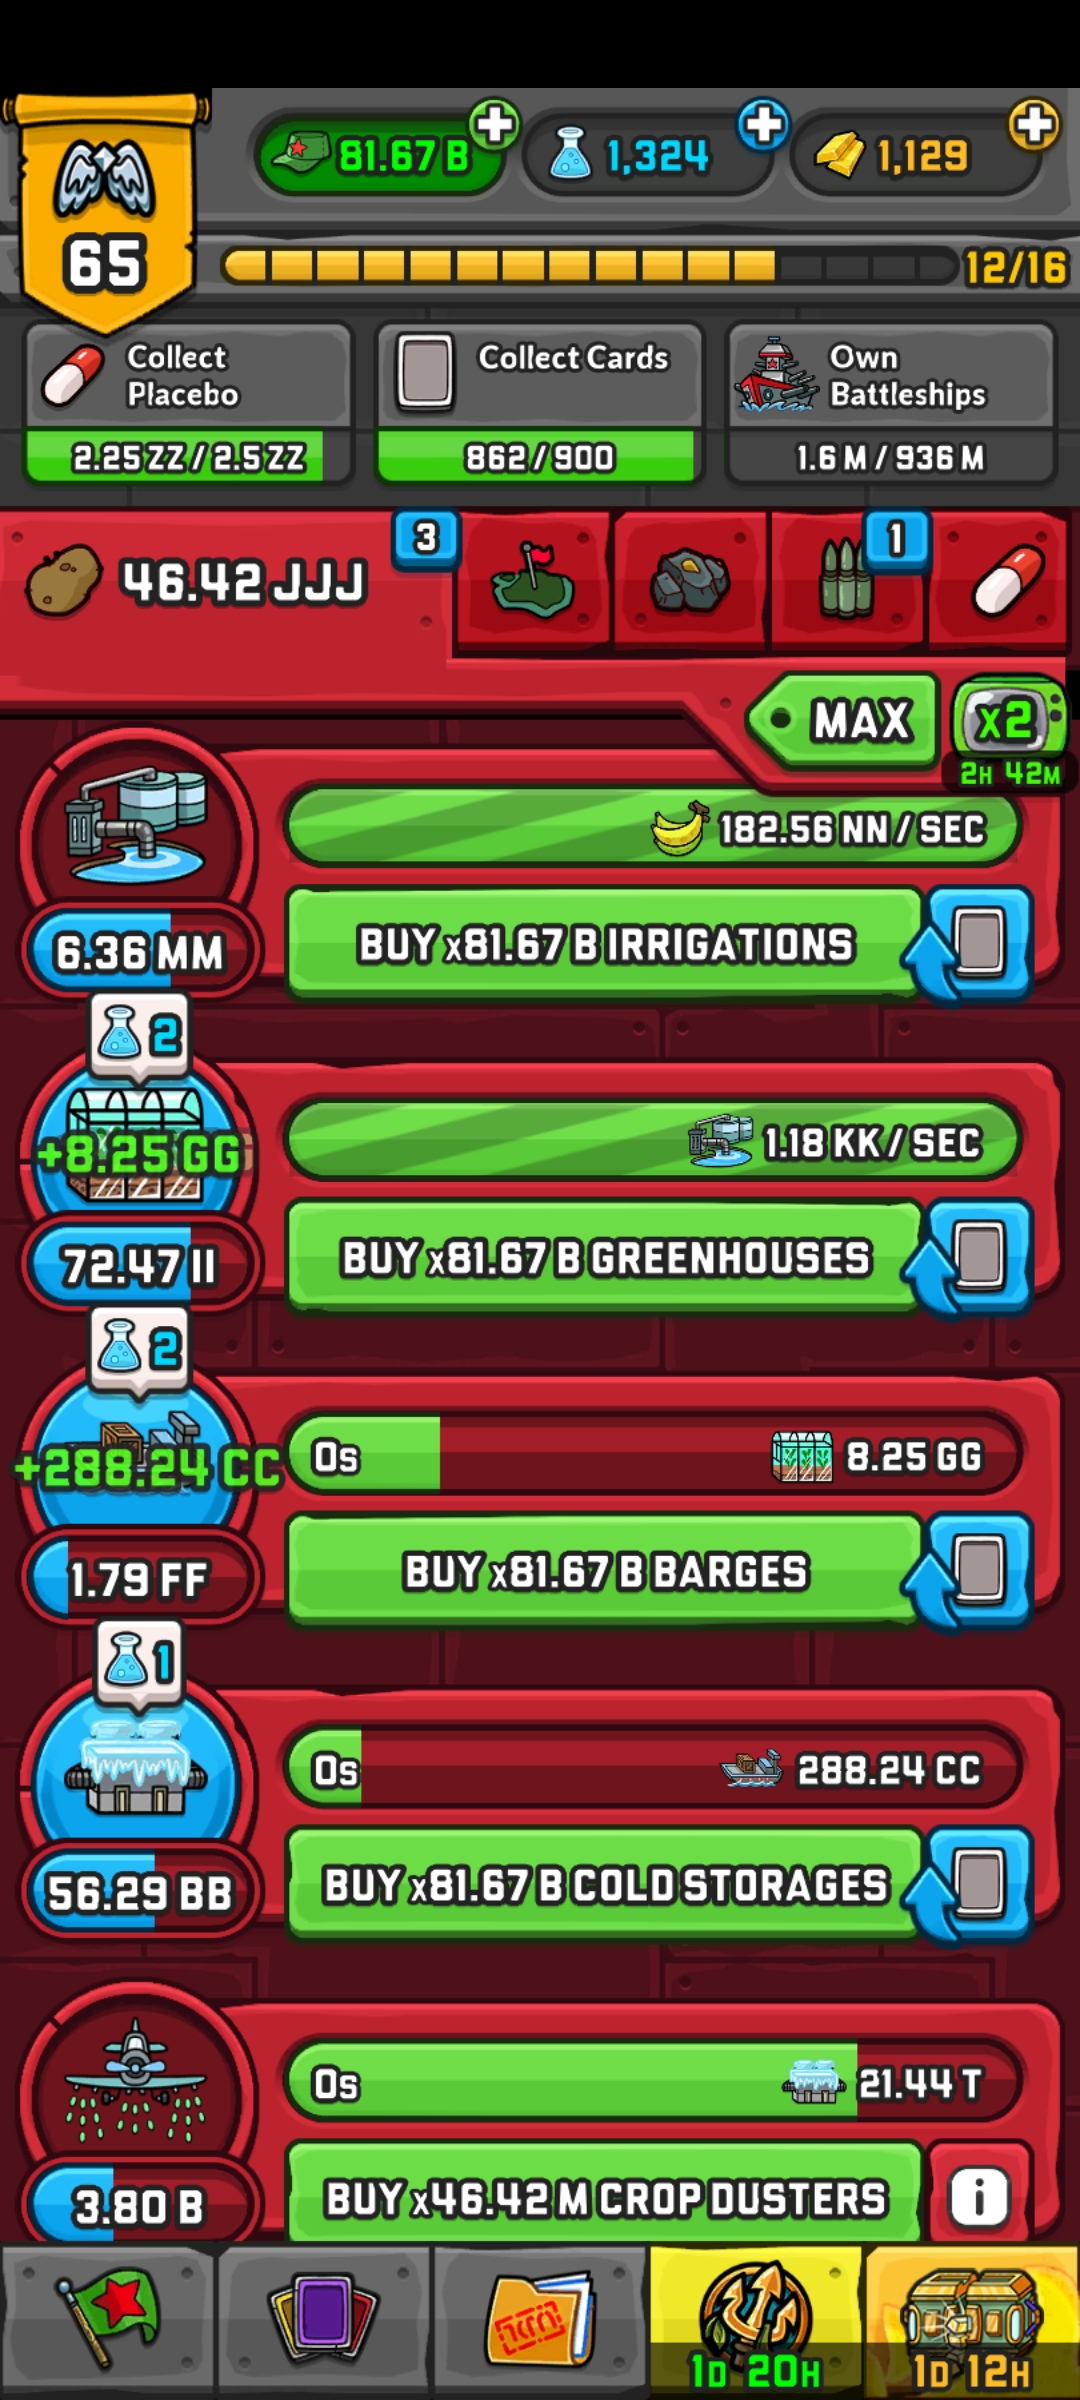 81.67 B
1,324
1,129
65
12/16
Collect
Placebo
2.25 ZZ / 2.5 ZZ
Collect Cards
862 / 900
Own
Battleships
1.6 M / 936 M
46.42 JJJ
3
1
MAX
x2
2H 42M
182.56 NN / SEC
6.36 MM
BUY x81.67 B IRRIGATIONS
2
+8.25 GG
1.18 KK / SEC
72.47 II
BUY x81.67 B GREENHOUSES
2
+288.24 CC
0s
8.25 GG
1.79 FF
BUY x81.67 B BARGES
1
0s
288.24 CC
56.29 BB
BUY x81.67 B COLD STORAGES
0s
21.44 T
3.80 B
BUY x46.42 M CROP DUSTERS
i
1D 20H
1D 12H